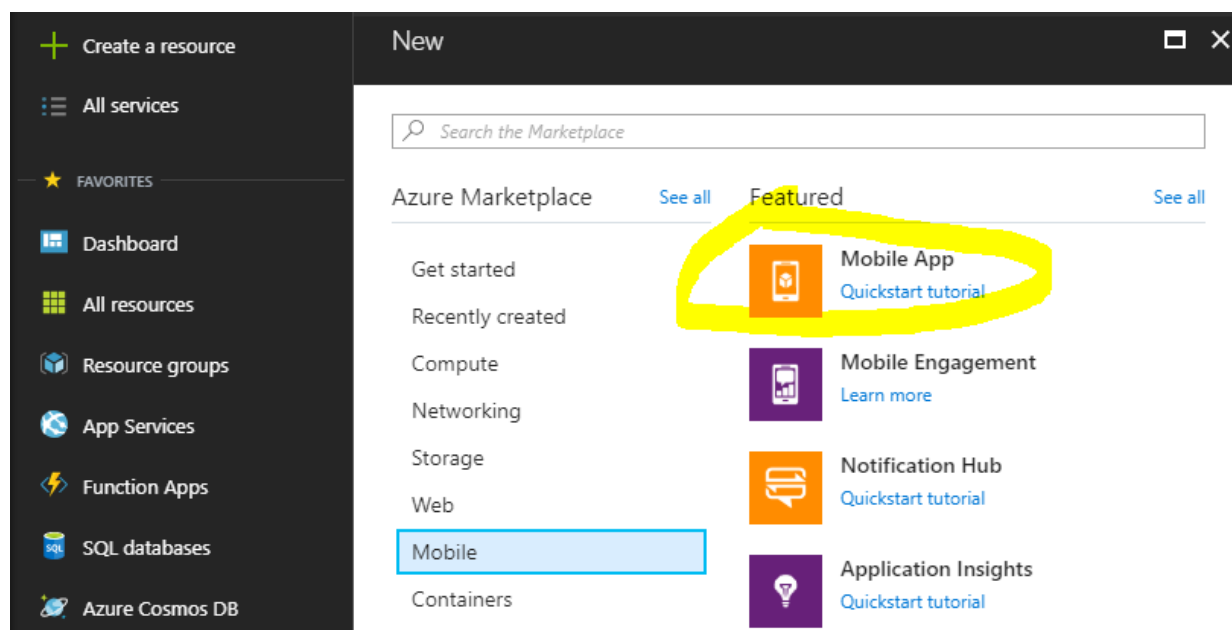 Create a resource
All services
FAVORITES
Dashboard
All resources
Resource groups
App Services
Function Apps
SQL databases
SQL
Azure Cosmos DB
New
Search the Marketplace
Azure Marketplace
See all
Get started
Recently created
Compute
Networking
Storage
Web
Mobile
Containers
Featured
See all
Mobile App
Quickstart tutorial
Mobile Engagement
Learn more
Notification Hub
Quickstart tutorial
Application Insights
Quickstart tutorial